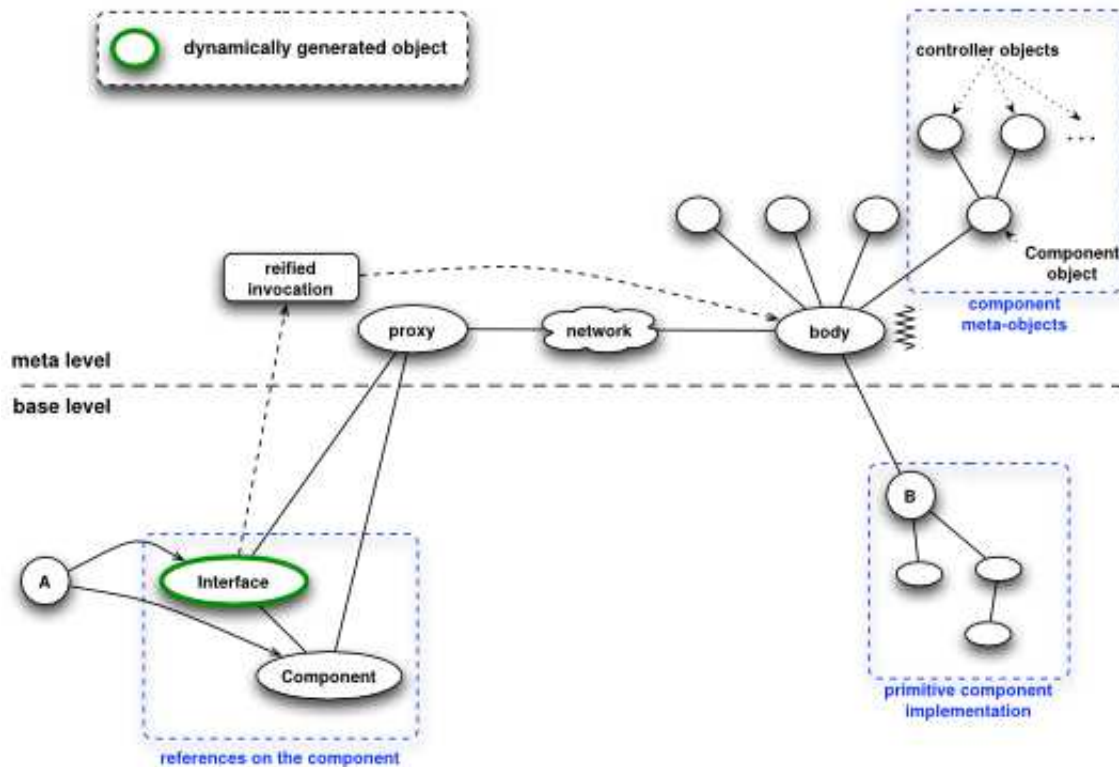 dynamically generated object
controller objects
...
Component
object
component
meta-objects
reified
invocation
proxy
network
body
meta level
base level
B
A
Interface
Component
primitive component
implementation
references on the component